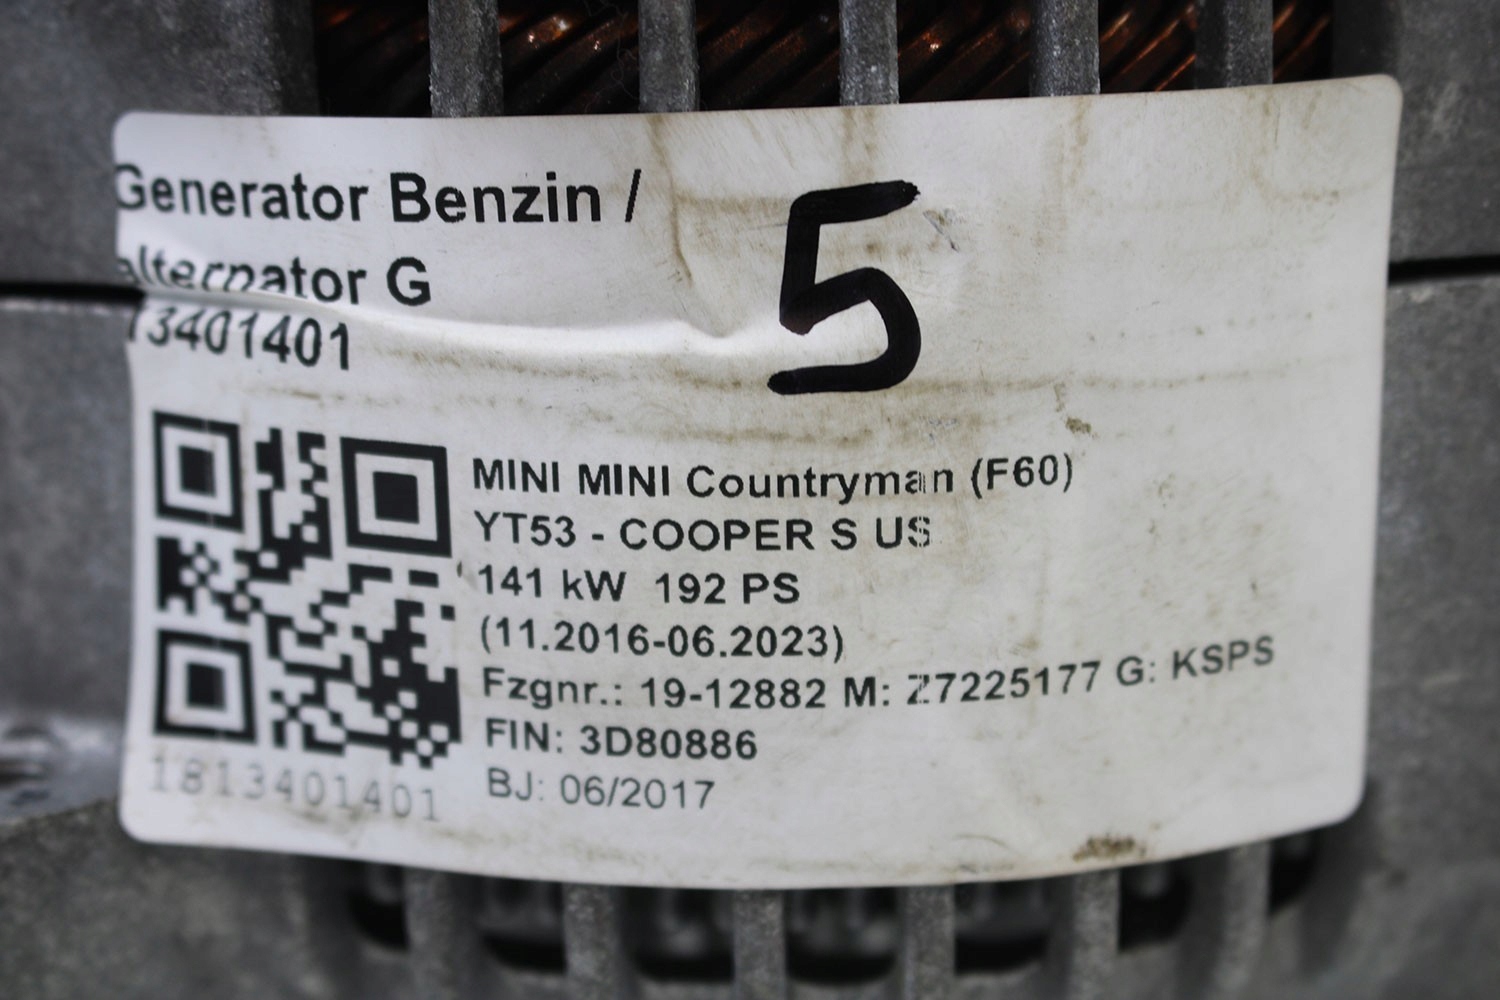 Generator Benzin /
alternator G
13401401
5
MINI MINI Countryman (F60)
YT53 - COOPER S US
141 kW 192 PS
(11.2016-06.2023)
Fzgnr.: 19-12882 M: Z7225177 G: KSPS
FIN: 3D80886
BJ: 06/2017
1813401401